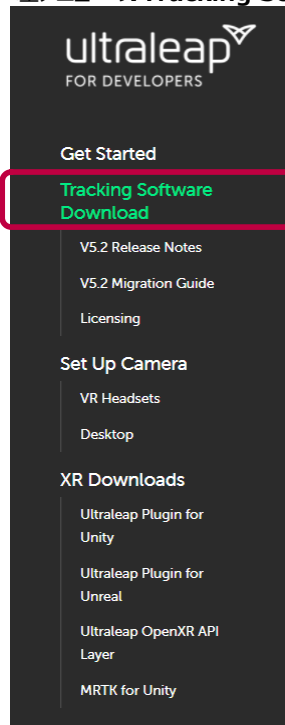 Tracking
ultraleap
FOR DEVELOPERS
Get Started
Tracking Software
Download
V5.2 Release Notes
V5.2 Migration Guide
Licensing
Set Up Camera
VR Headsets
Desktop
XR Downloads
Ultraleap Plugin for
Unity
Ultraleap Plugin for
Unreal
Ultraleap OpenXR API
Layer
MRTK for Unity